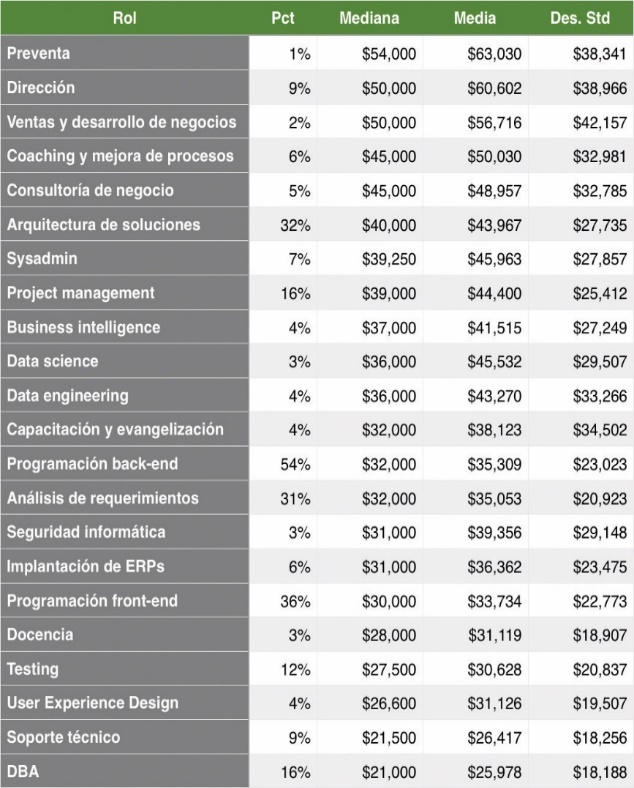 Rol Pct Mediana Media Des. Std
Preventa 1% $54,000 $63,030 $38,341
Dirección 9% $50,000 $60,602 $38,966
Ventas y desarrollo de negocios 2% $50,000 $56,716 $42,157
Coaching y mejora de procesos 6% $45,000 $50,030 $32,981
Consultoría de negocio 5% $45,000 $48,957 $32,785
Arquitectura de soluciones 32% $40,000 $43,967 $27,735
Sysadmin 7% $39,250 $45,963 $27,857
Project management 16% $39,000 $44,400 $25,412
Business intelligence 4% $37,000 $41,515 $27,249
Data science 3% $36,000 $45,532 $29,507
Data engineering 4% $36,000 $43,270 $33,266
Capacitación y evangelización 4% $32,000 $38,123 $34,502
Programación back-end 54% $32,000 $35,309 $23,023
Análisis de requerimientos 31% $32,000 $35,053 $20,923
Seguridad informática 3% $31,000 $39,356 $29,148
Implantación de ERPs 6% $31,000 $36,362 $23,475
Programación front-end 36% $30,000 $33,734 $22,773
Docencia 3% $28,000 $31,119 $18,907
Testing 12% $27,500 $30,628 $20,837
User Experience Design 4% $26,600 $31,126 $19,507
Soporte técnico 9% $21,500 $26,417 $18,256
DBA 16% $21,000 $25,978 $18,188